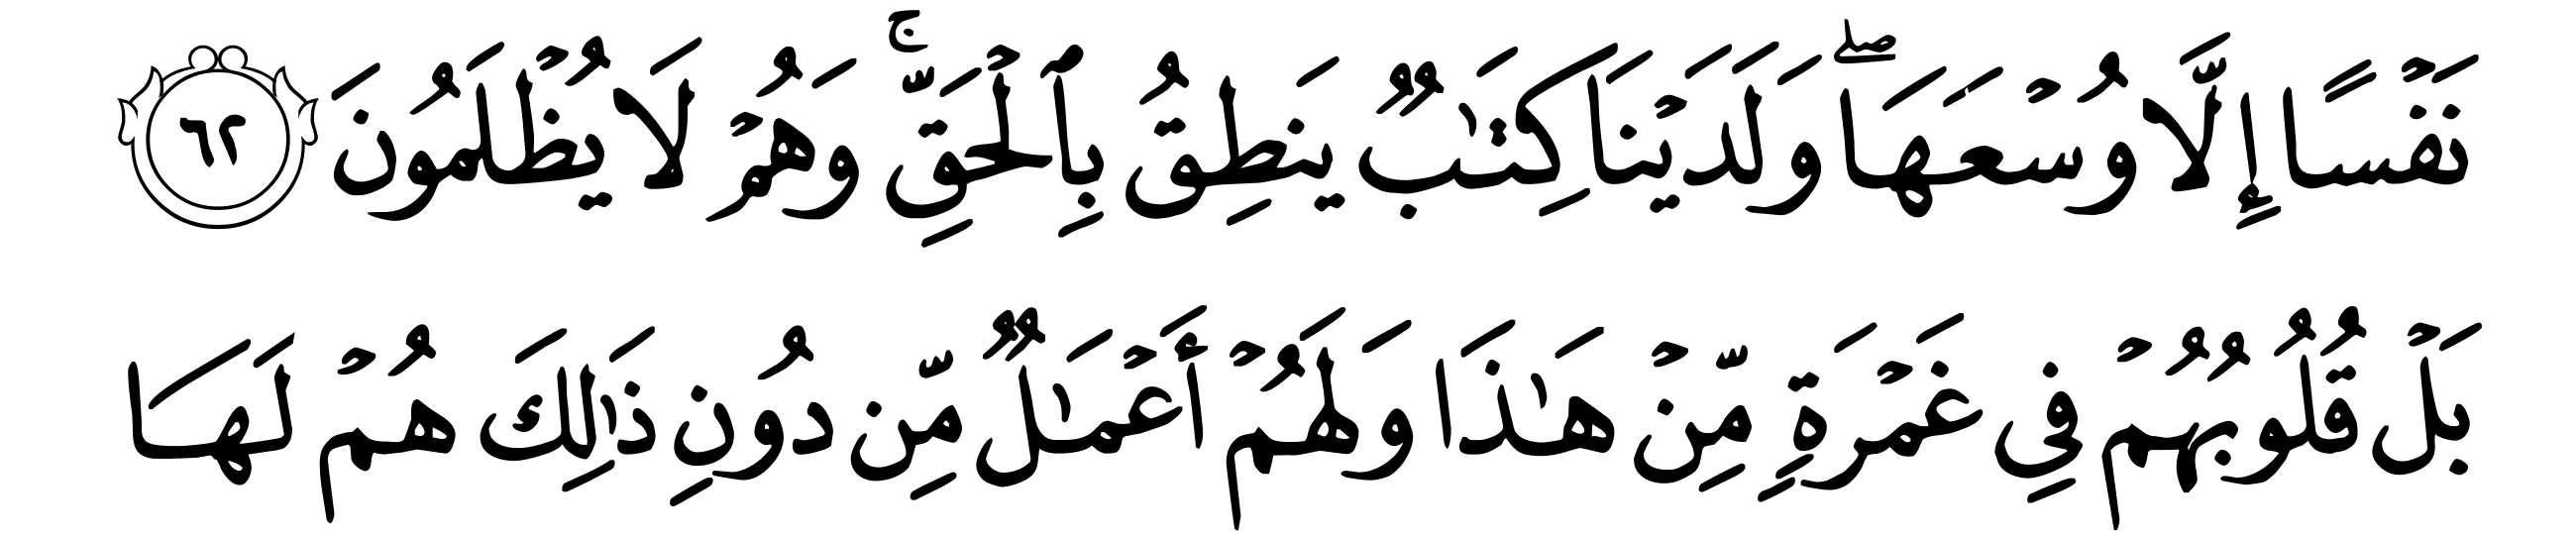 نَفْسًا إِلَّا وُسْعَهَا ۖ وَلَدَيْنَا كِتَـٰبٌ يَنطِقُ بِٱلْحَقِّ ۚ وَهُمْ لَا يُظْلَمُونَ ٦٢
بَلْ قُلُوبُهُمْ فِى غَمْرَةٍ مِّنْ هَـٰذَا وَلَهُمْ أَعْمَـٰلٌ مِّن دُونِ ذَٰلِكَ هُمْ لَهَا